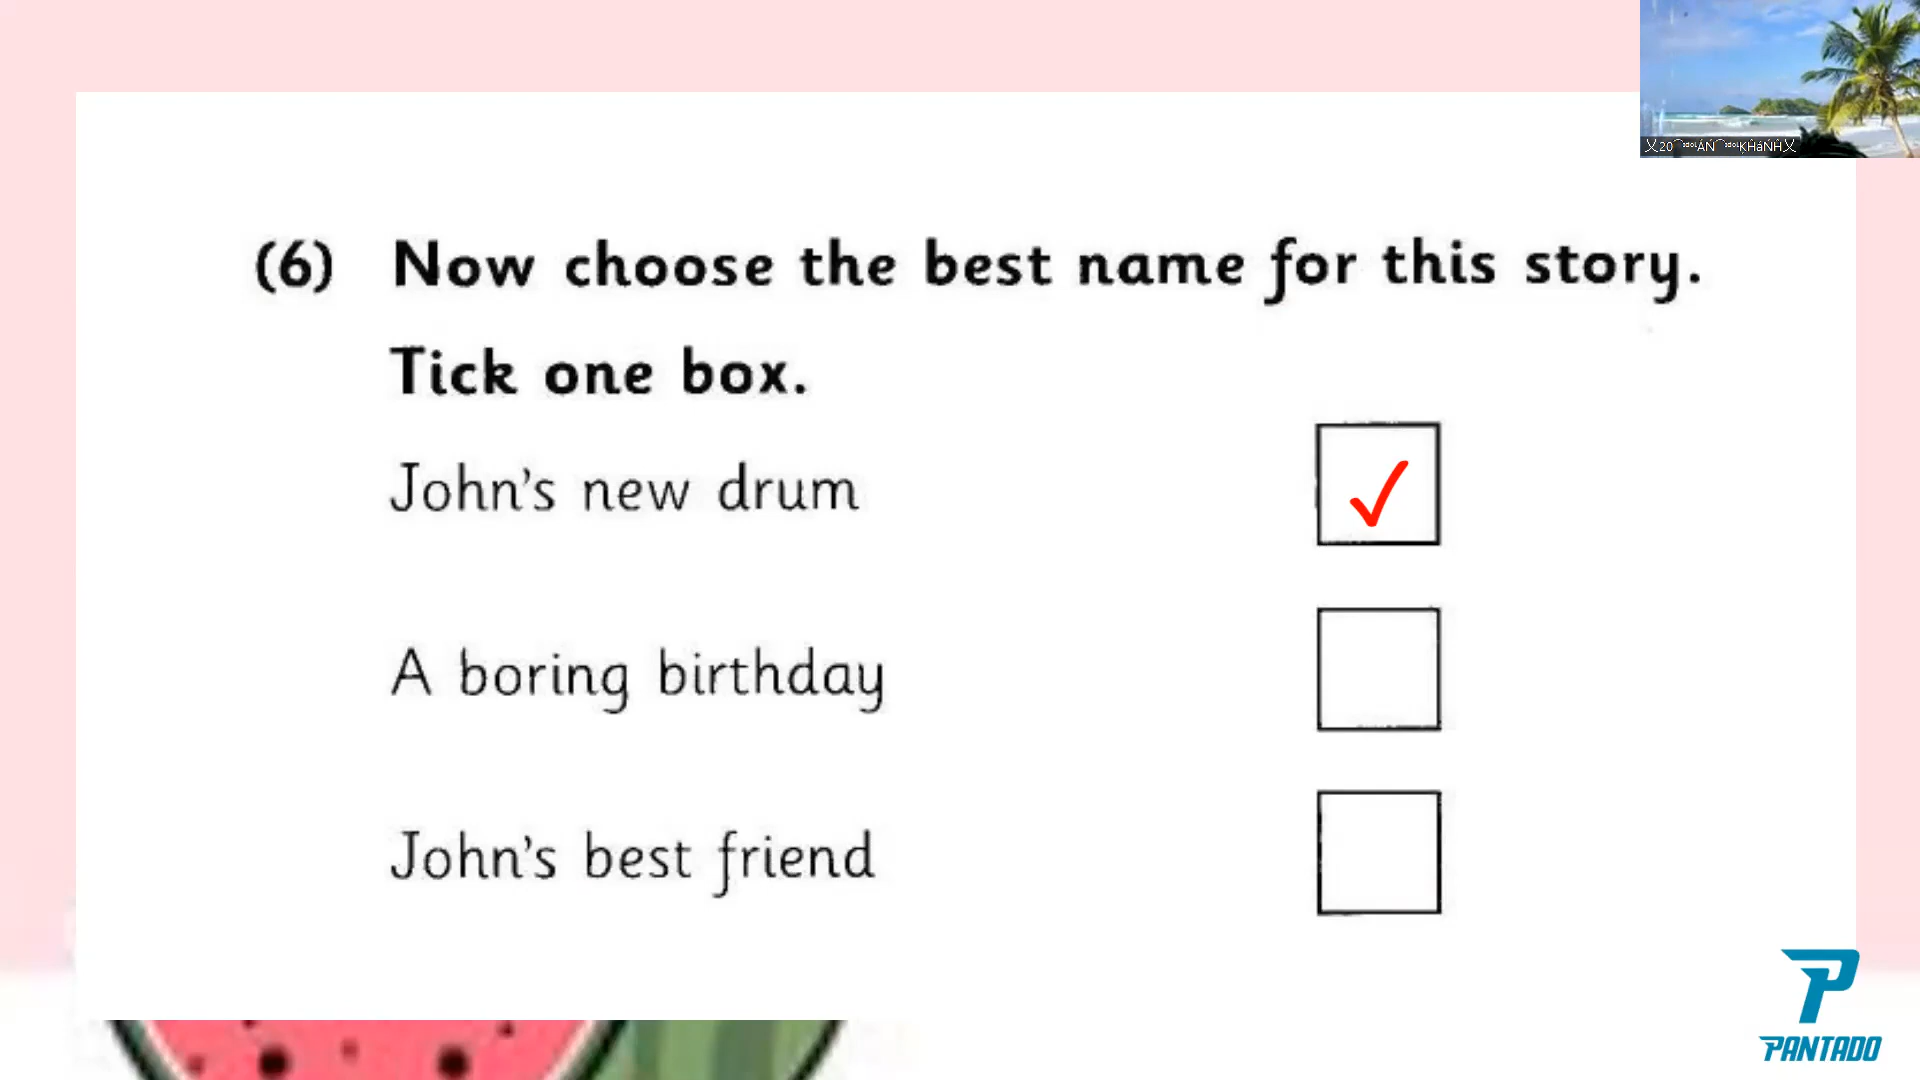 (6) Now choose the best name for this story.
Tick one box.
John's new drum
A boring birthday
John's best friend
PANTADO